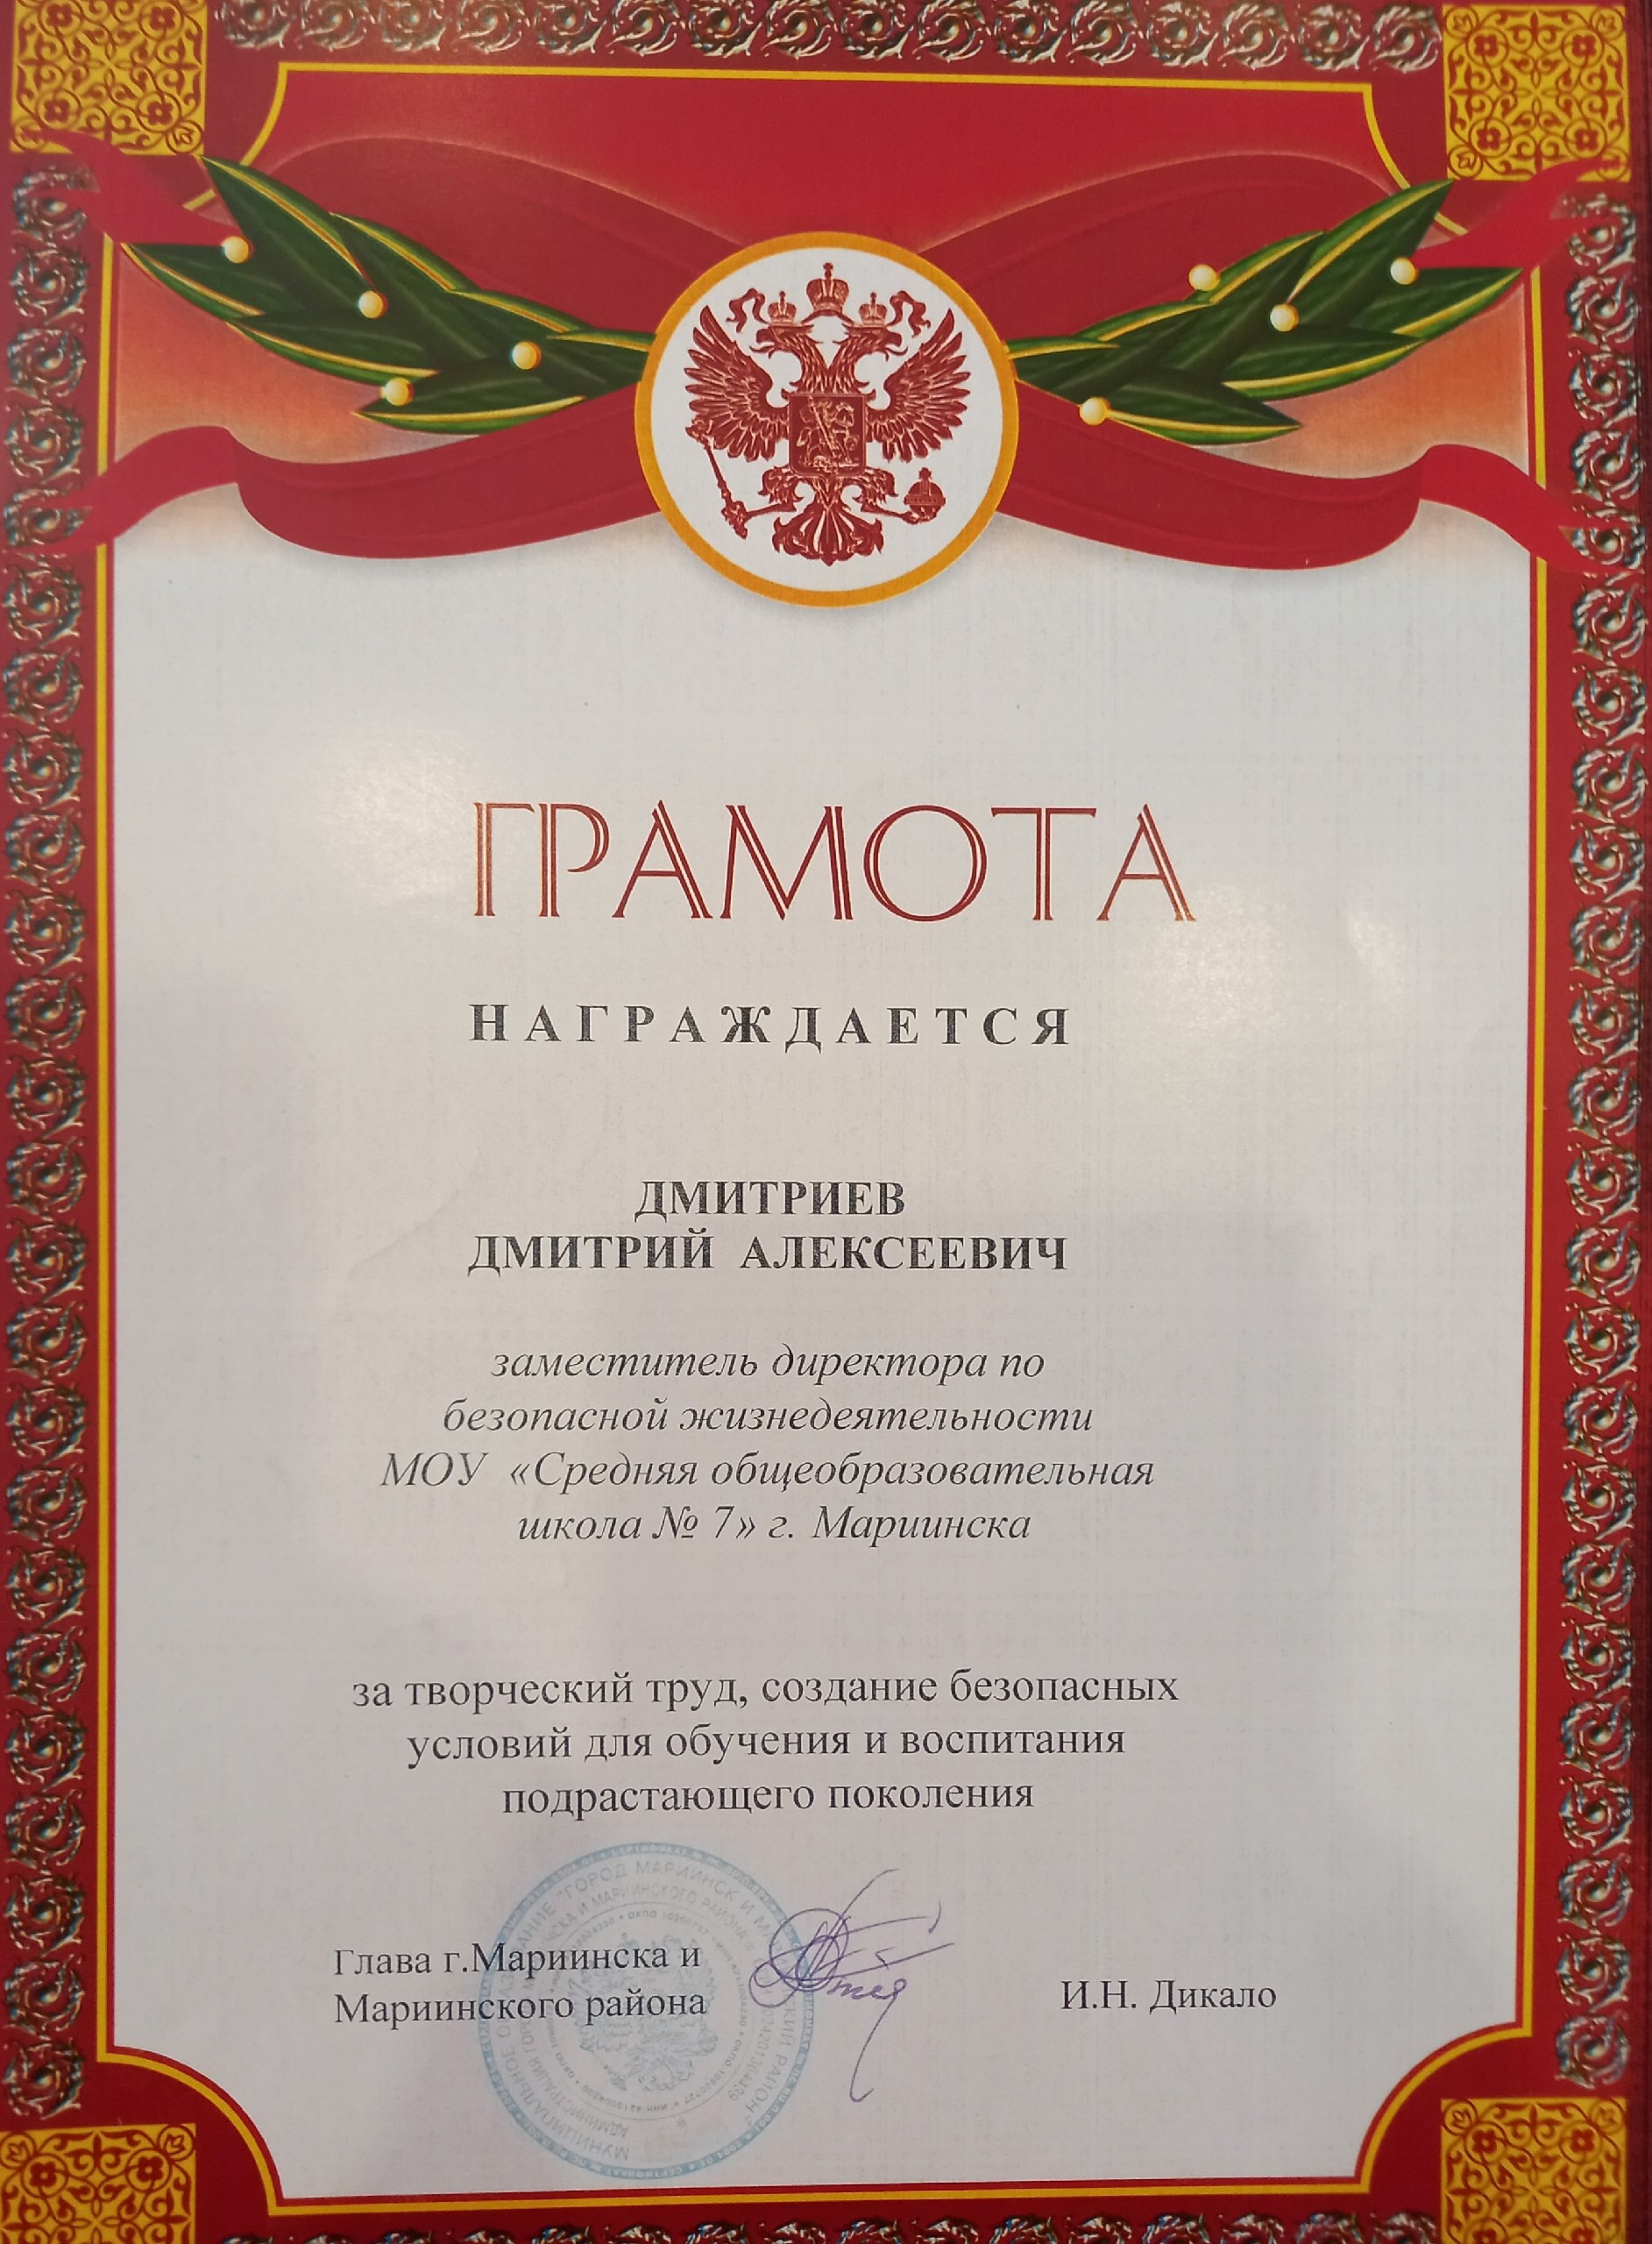 ГРАМОТА
НАГРАЖДАЕТСЯ
ДМИТРИЕВ
ДМИТРИЙ АЛЕКСЕЕВИЧ
заместитель директора по
безопасной жизнедеятельности
МОУ «Средняя общеобразовательная
школа № 7» г. Мариинска
за творческий труд, создание безопасных
условий для обучения и воспитания
подрастающего поколения
Глава г.Мариинска и
Мариинского района
И.Н. Дикало